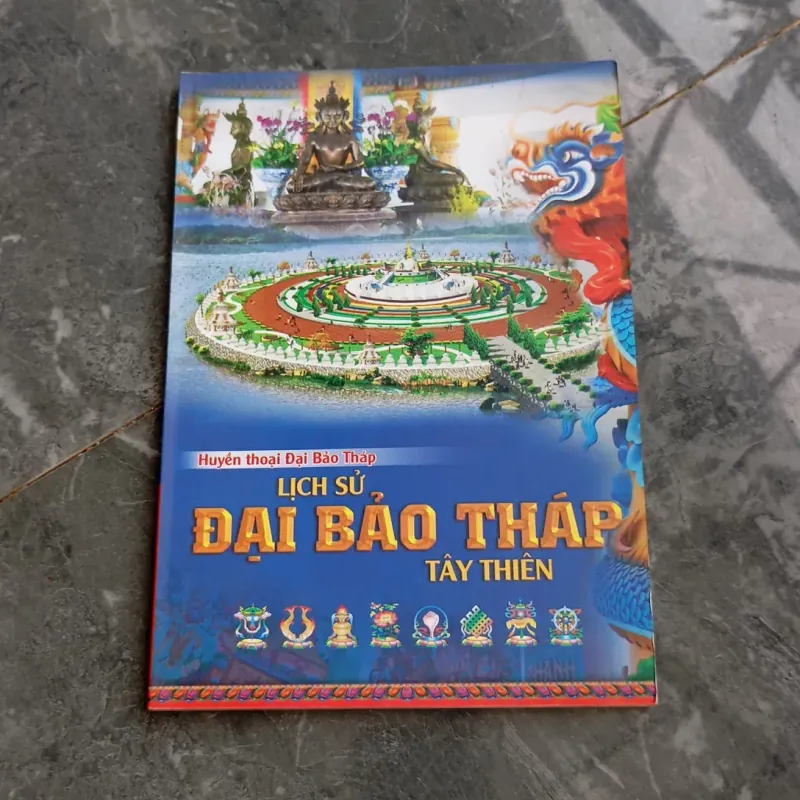 Huyền thoại Đại Bảo Tháp
LỊCH SỬ
ĐẠI BẢO THÁP
TÂY THIÊN